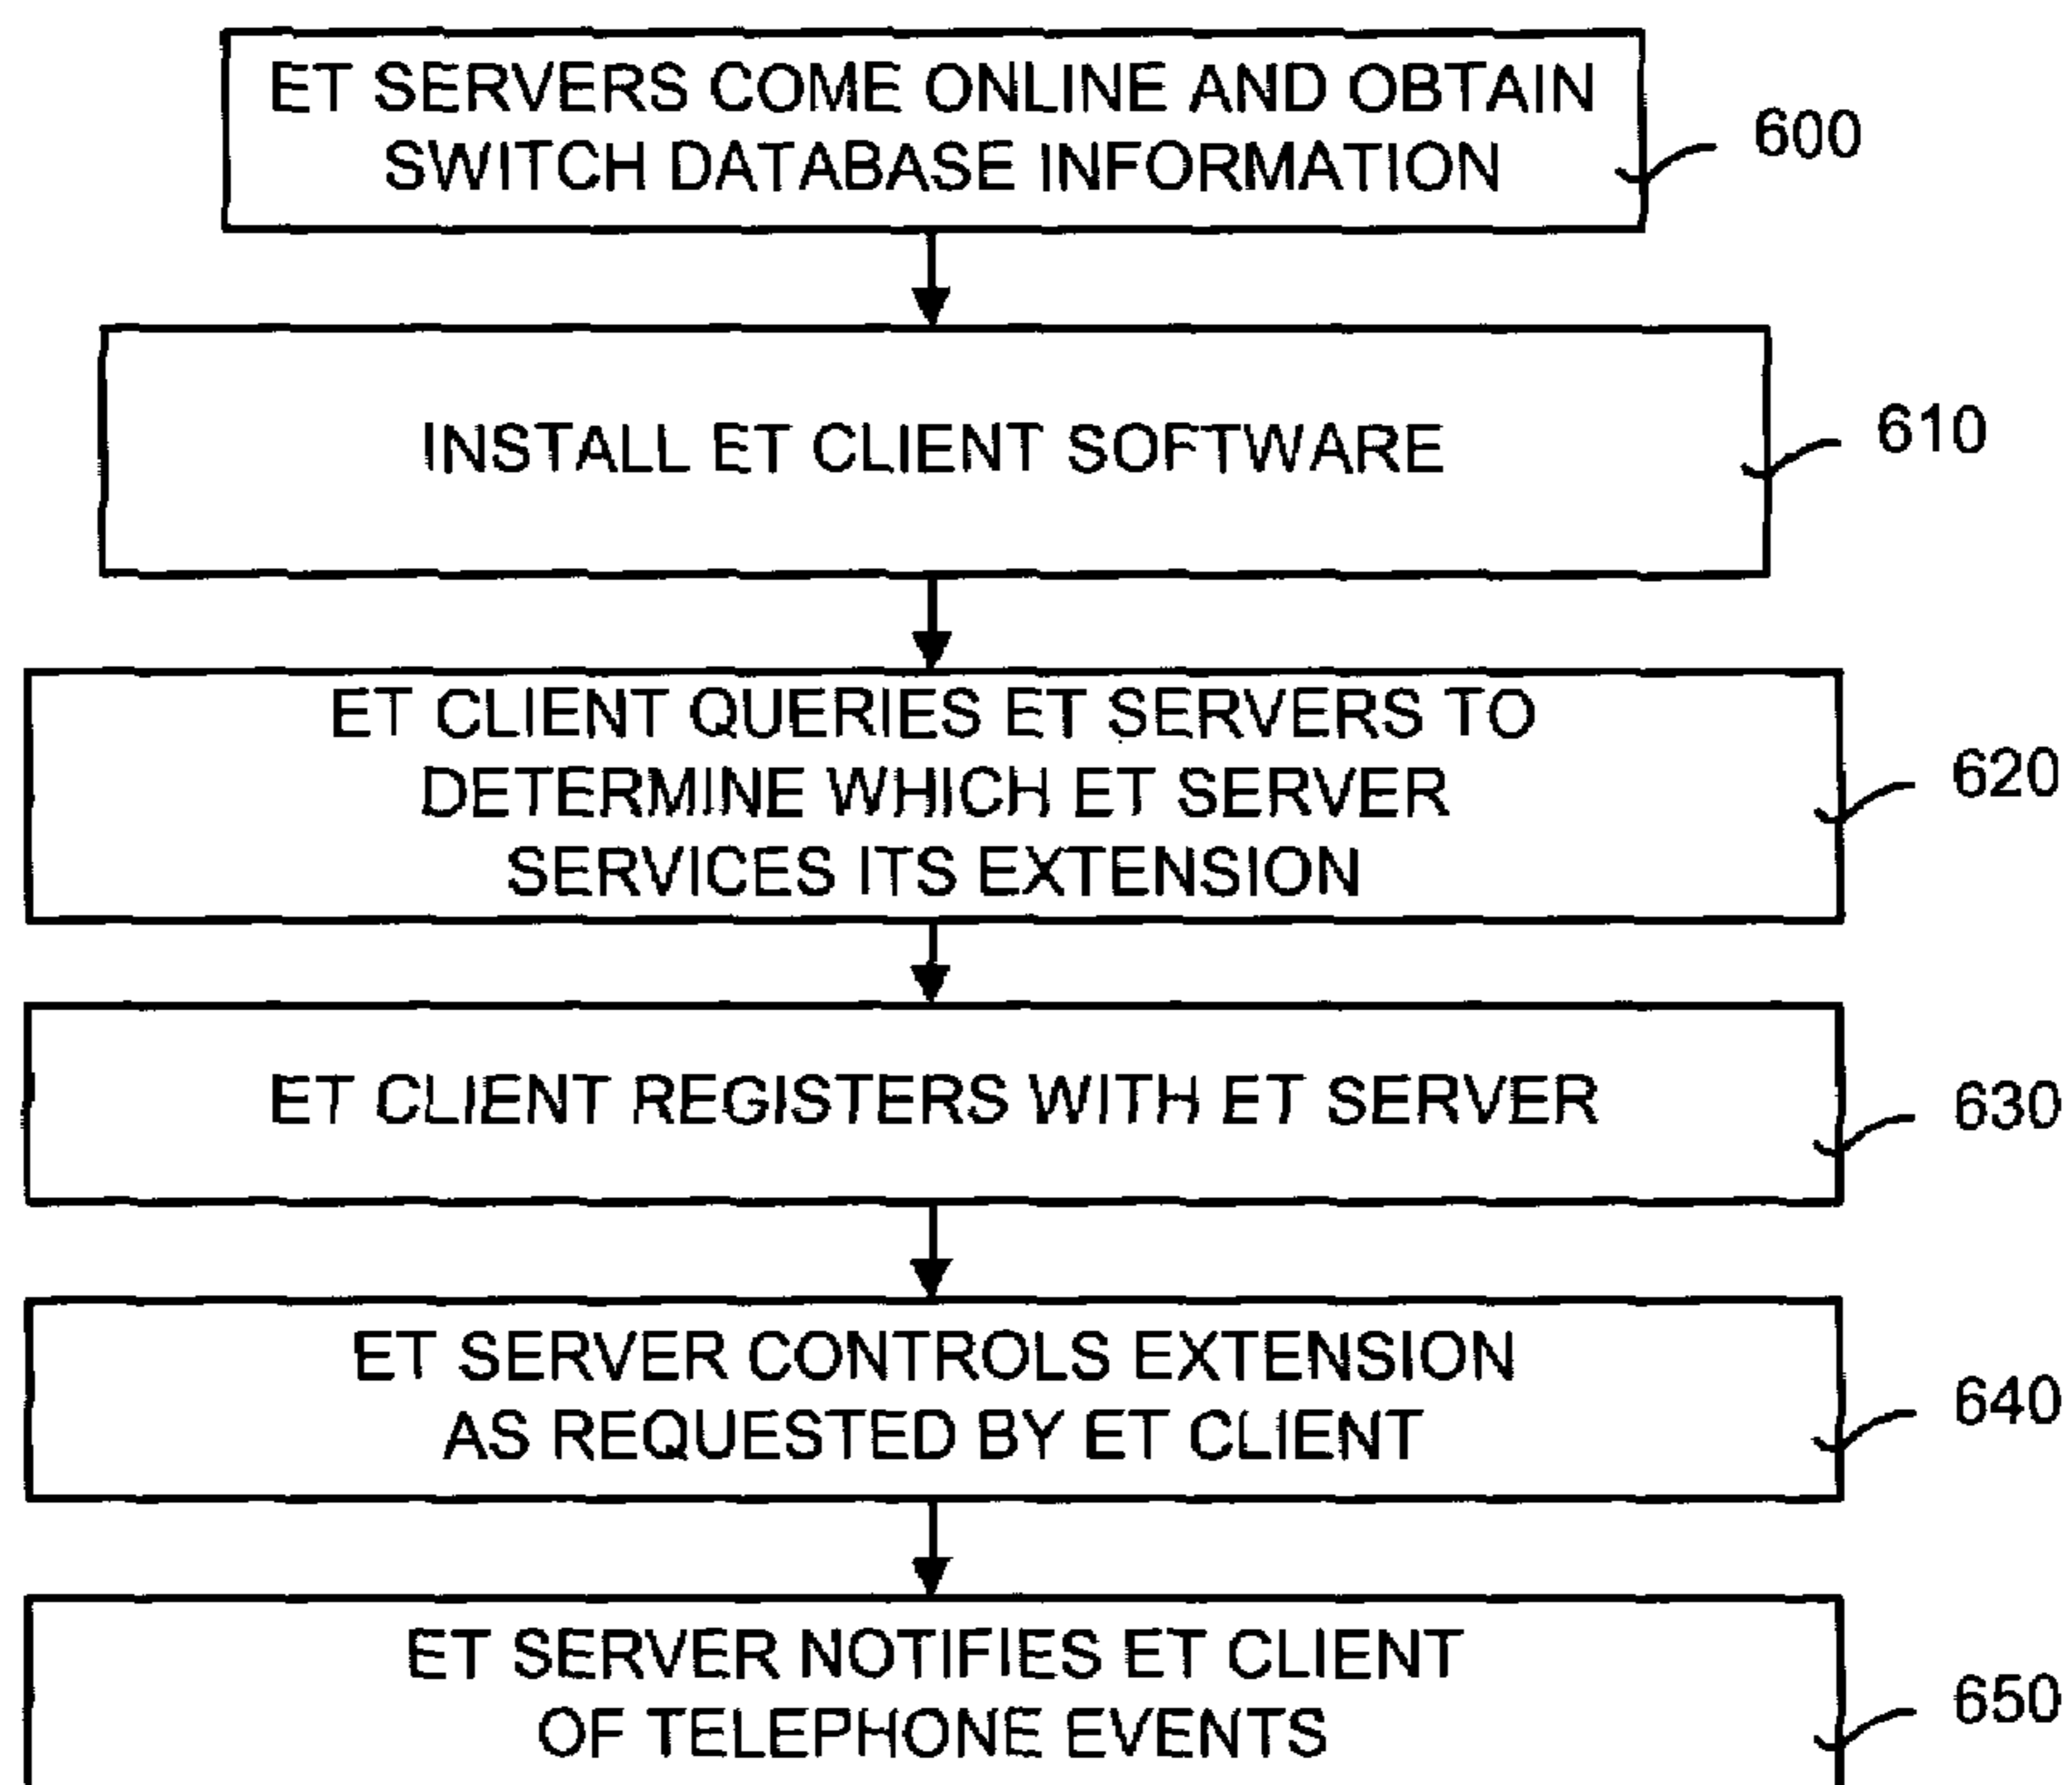 ET SERVERS COME ONLINE AND OBTAIN
SWITCH DATABASE INFORMATION
600
INSTALL ET CLIENT SOFTWARE
610
ET CLIENT QUERIES ET SERVERS TO
DETERMINE WHICH ET SERVER
SERVICES ITS EXTENSION
620
ET CLIENT REGISTERS WITH ET SERVER
630
ET SERVER CONTROLS EXTENSION
AS REQUESTED BY ET CLIENT
640
ET SERVER NOTIFIES ET CLIENT
OF TELEPHONE EVENTS
650